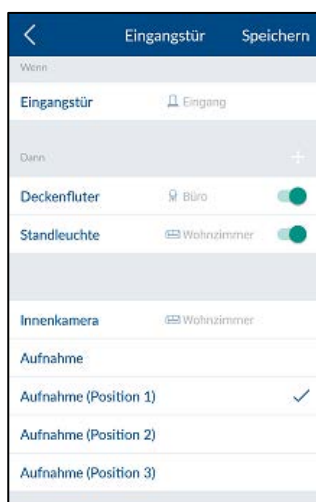 Eingangstür Speichern
Wenn
Eingangstür Eingang
Dann
Deckenfluter Büro
Standleuchte Wohnzimmer
Innenkamera Wohnzimmer
Aufnahme
Aufnahme (Position 1)
Aufnahme (Position 2)
Aufnahme (Position 3)